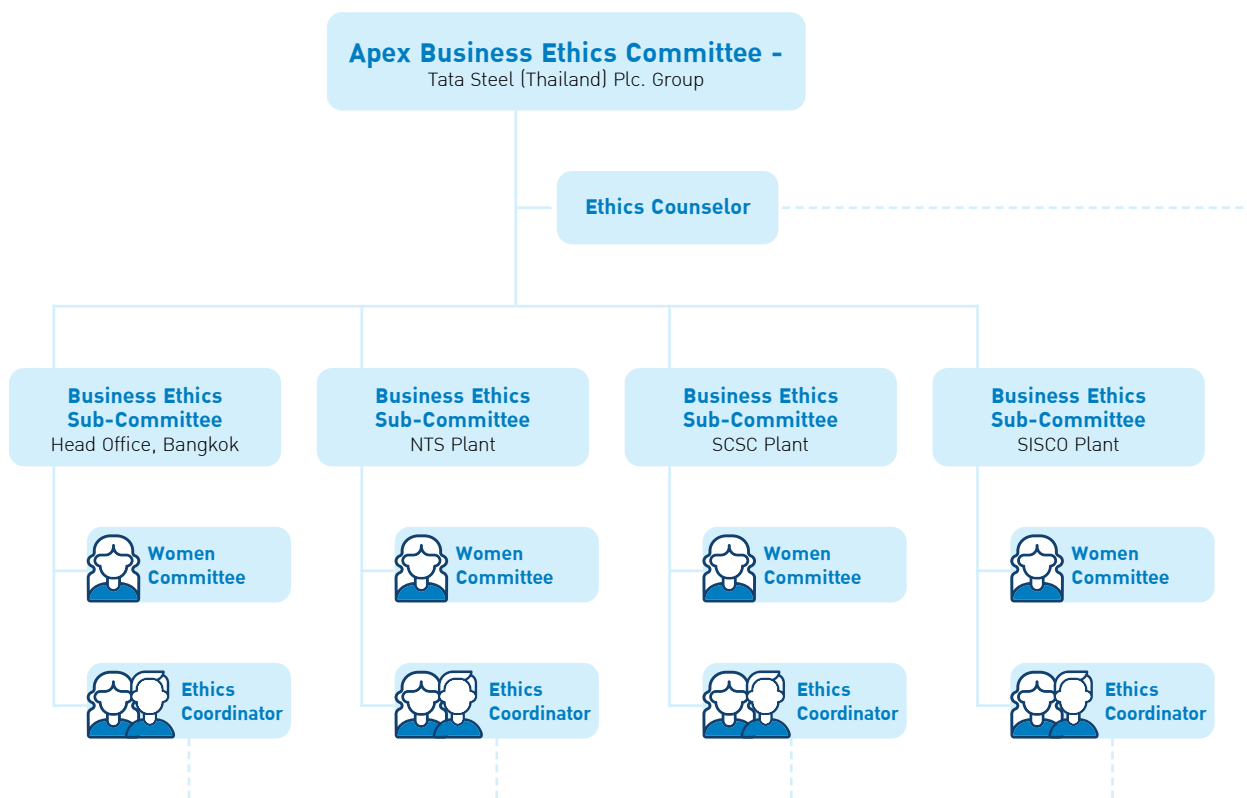 Apex Business Ethics Committee -
Tata Steel (Thailand) Plc. Group
Ethics Counselor
Business Ethics
Sub-Committee
Head Office, Bangkok
Business Ethics
Sub-Committee
NTS Plant
Business Ethics
Sub-Committee
SCSC Plant
Business Ethics
Sub-Committee
SISCO Plant
Women
Committee
Women
Committee
Women
Committee
Women
Committee
Ethics
Coordinator
Ethics
Coordinator
Ethics
Coordinator
Ethics
Coordinator